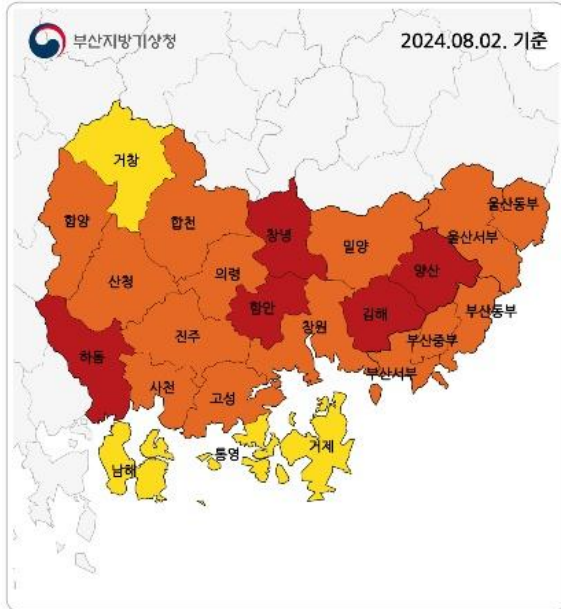 부산지방기상청
2024.08.02. 기준
거창
함양
합천
창녕
밀양
울산동부
울산서부
산청
의령
양산
함안
김해
창원
진주
부산동부
부산중부
하동
사천
고성
부산서부
남해
통영
거제